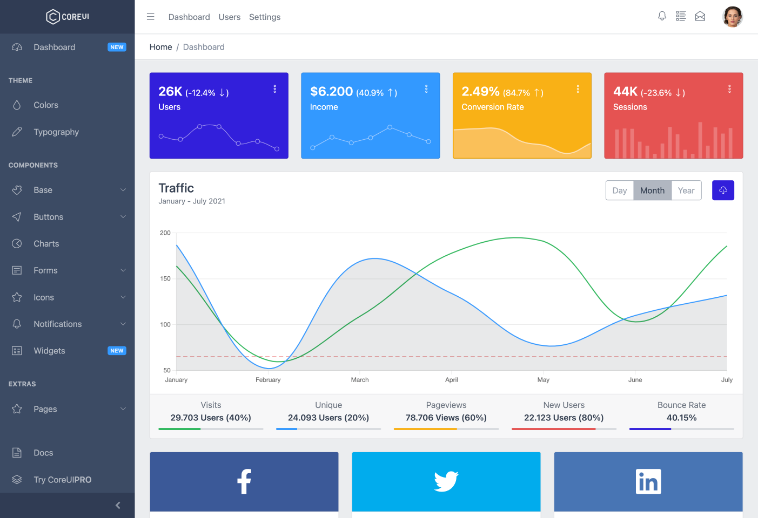 COREUI
Dashboard NEW
THEME
Colors
Typography
COMPONENTS
Base
Buttons
Charts
Forms
Icons
Notifications
Widgets NEW
EXTRAS
Pages
Docs
Try CoreUIPRO
Dashboard Users Settings
Home / Dashboard
26K (-12.4% ↓)
Users
$6.200 (40.9% ↑)
Income
2.49% (84.7% ↑)
Conversion Rate
44K (-23.6% ↓)
Sessions
Traffic
January - July 2021
Day Month Year
200
150
100
50
January February March April May June July
Visits
29.703 Users (40%)
Unique
24.093 Users (20%)
Pageviews
78.706 Views (60%)
New Users
22.123 Users (80%)
Bounce Rate
40.15%